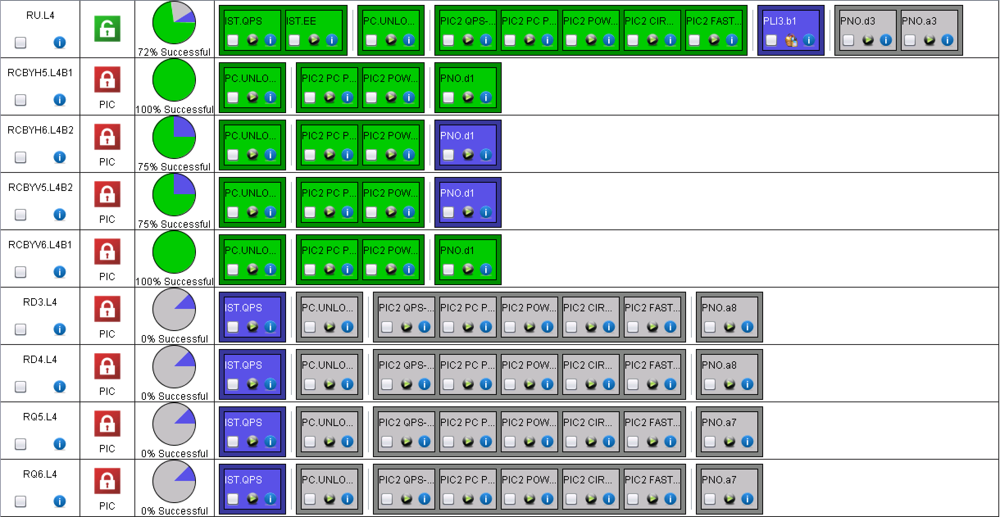 RU.L4
72% Successful
IST.QPS IST.EE PC.UNLO... PIC2 QPS-... PIC2 PC P... PIC2 POW... PIC2 CIR... PIC2 FAST... PLI3.b1 PNO.d3 PNO.a3
RCBYH5.L4B1
PIC
100% Successful
PC.UNLO... PIC2 PC P... PIC2 POW... PNO.d1
RCBYH6.L4B2
PIC
75% Successful
PC.UNLO... PIC2 PC P... PIC2 POW... PNO.d1
RCBYV5.L4B2
PIC
75% Successful
PC.UNLO... PIC2 PC P... PIC2 POW... PNO.d1
RCBYV6.L4B1
PIC
100% Successful
PC.UNLO... PIC2 PC P... PIC2 POW... PNO.d1
RD3.L4
PIC
0% Successful
IST.QPS PC.UNLO... PIC2 QPS-... PIC2 PC P... PIC2 POW... PIC2 CIR... PIC2 FAST... PNO.a8
RD4.L4
PIC
0% Successful
IST.QPS PC.UNLO... PIC2 QPS-... PIC2 PC P... PIC2 POW... PIC2 CIR... PIC2 FAST... PNO.a8
RQ5.L4
PIC
0% Successful
IST.QPS PC.UNLO... PIC2 QPS-... PIC2 PC P... PIC2 POW... PIC2 CIR... PIC2 FAST... PNO.a7
RQ6.L4
PIC
0% Successful
IST.QPS PC.UNLO... PIC2 QPS-... PIC2 PC P... PIC2 POW... PIC2 CIR... PIC2 FAST... PNO.a7